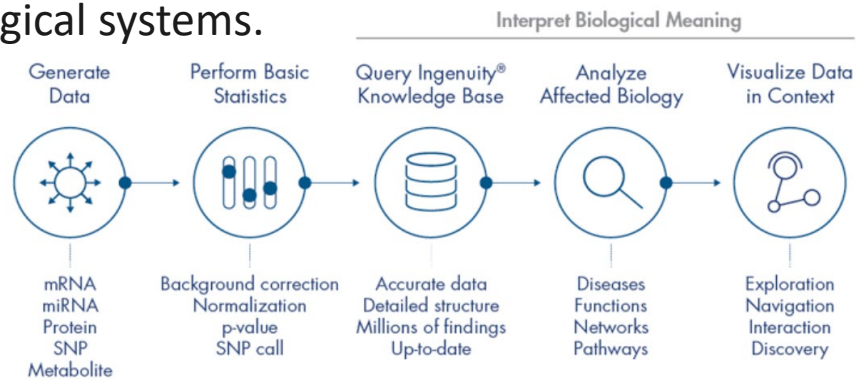 gical systems.
Interpret Biological Meaning
Generate
Data
Perform Basic
Statistics
Query Ingenuity®
Knowledge Base
Analyze
Affected Biology
Visualize Data
in Context
mRNA
miRNA
Protein
SNP
Metabolite
Background correction
Normalization
p-value
SNP call
Accurate data
Detailed structure
Millions of findings
Up-to-date
Diseases
Functions
Networks
Pathways
Exploration
Navigation
Interaction
Discovery